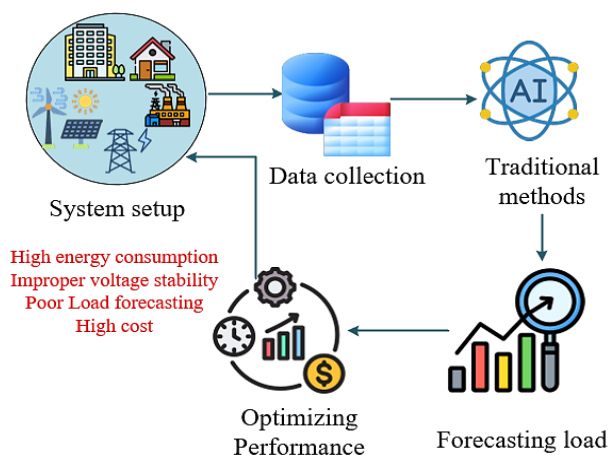 AI
Data collection
Traditional
methods
System setup
High energy consumption
Improper voltage stability
Poor Load forecasting
High cost
$
Optimizing
Performance
Forecasting load